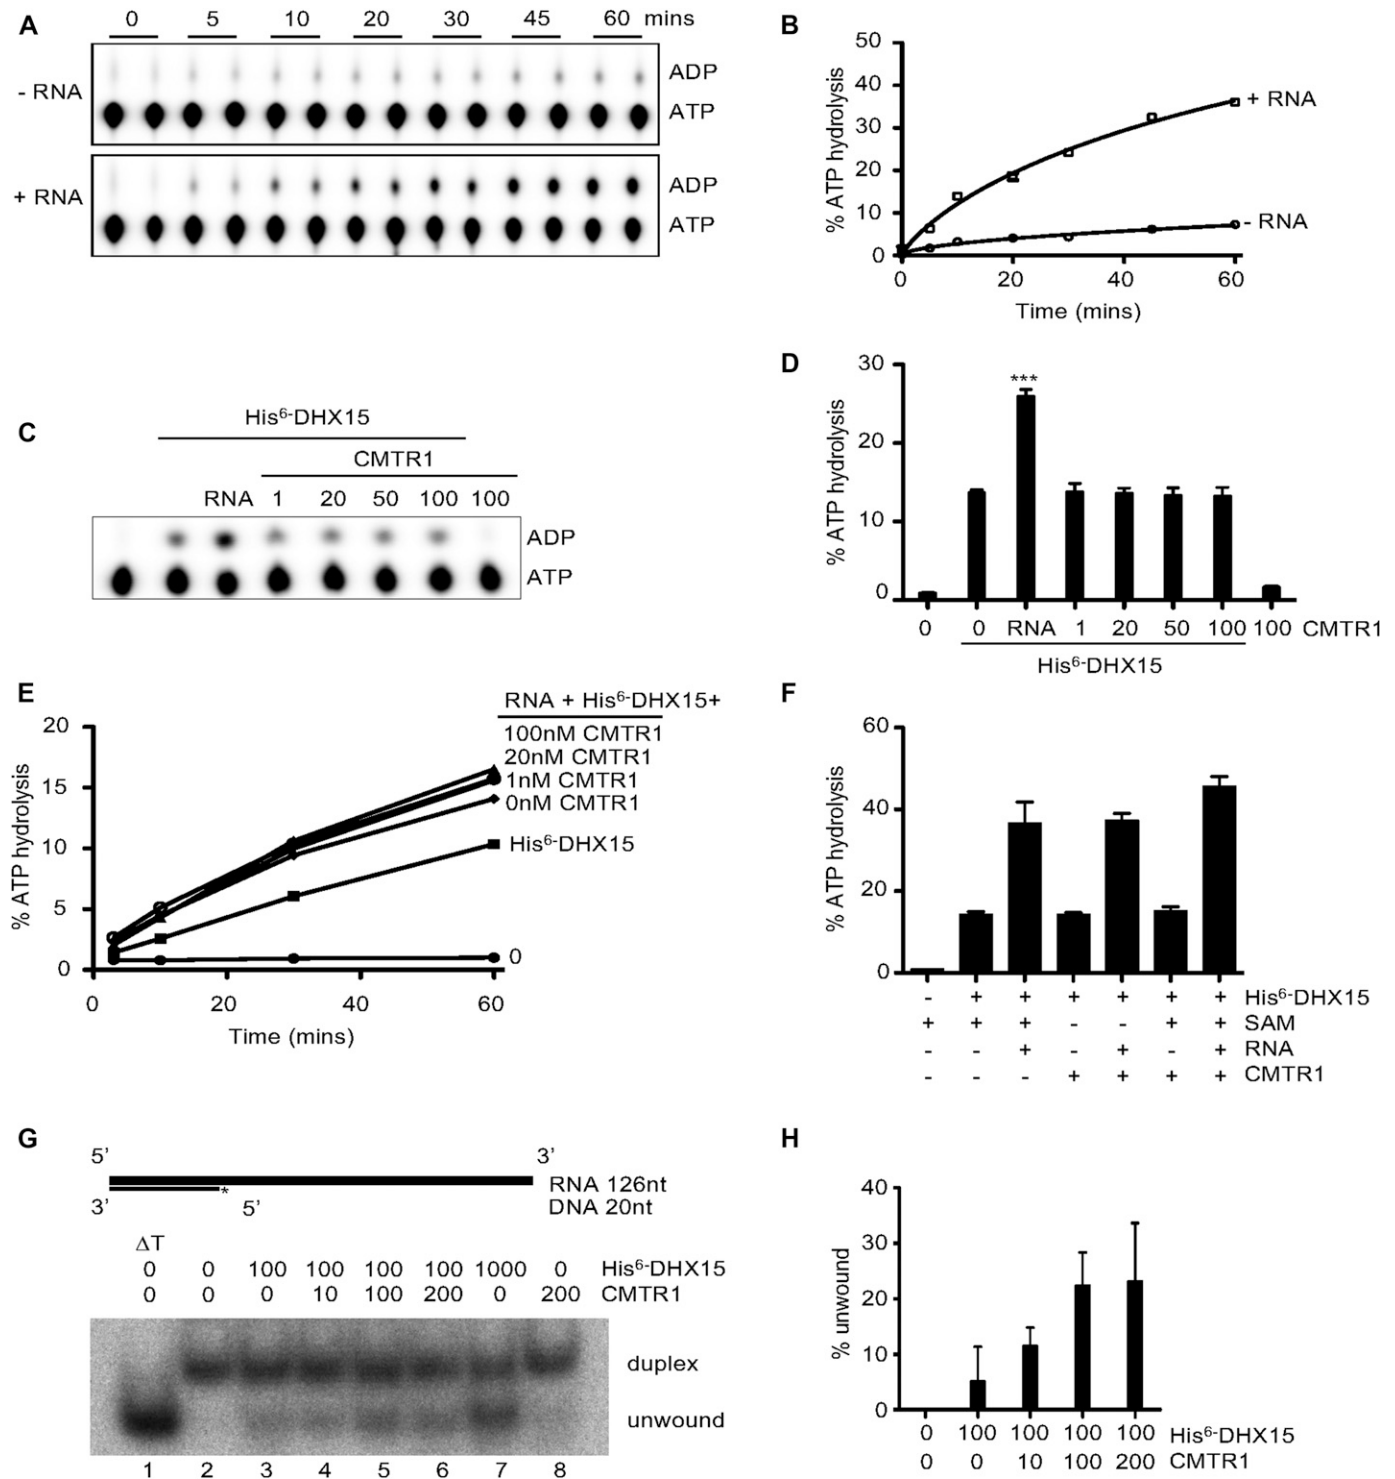 A
0 5 10 20 30 45 60 mins
- RNA
ADP
ATP
+ RNA
ADP
ATP
B
50
40
30
20
10
0
% ATP hydrolysis
+ RNA
- RNA
0 20 40 60
Time (mins)
C
His6-DHX15
CMTR1
RNA 1 20 50 100 100
ADP
ATP
D
30
20
10
0
% ATP hydrolysis
***
0 0 RNA 1 20 50 100 100 CMTR1
His6-DHX15
E
20
15
10
5
0
% ATP hydrolysis
RNA + His6-DHX15+
100nM CMTR1
20nM CMTR1
1nM CMTR1
0nM CMTR1
His6-DHX15
0
0 20 40 60
Time (mins)
F
60
40
20
0
% ATP hydrolysis
- + + + + + + His6-DHX15
+ + + - - + + SAM
- - + - + - + RNA
- - - + + + + CMTR1
G
5’ 3’
RNA 126nt
*
3’ 5’ DNA 20nt
ΔT
0 0 100 100 100 100 1000 0 His6-DHX15
0 0 0 10 100 200 0 200 CMTR1
duplex
unwound
1 2 3 4 5 6 7 8
H
40
30
20
10
0
% unwound
0 100 100 100 100 His6-DHX15
0 0 10 100 200 CMTR1